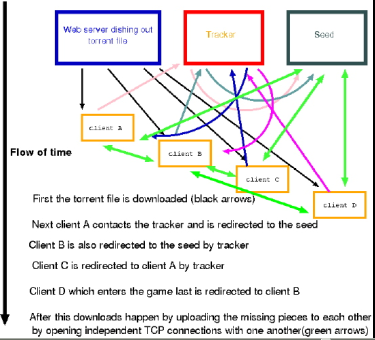 Web server dishing out
torrent file
Tracker
Seed
client A
client B
client C
client D
Flow of time
First the torrent file is downloaded (black arrows)
Next client A contacts the tracker and is redirected to the seed
Client B is also redirected to the seed by tracker
Client C is redirected to client A by tracker
Client D which enters the game last is redirected to client B
After this downloads happen by uploading the missing pieces to each other
by opening independent TCP connections with one another(green arrows)